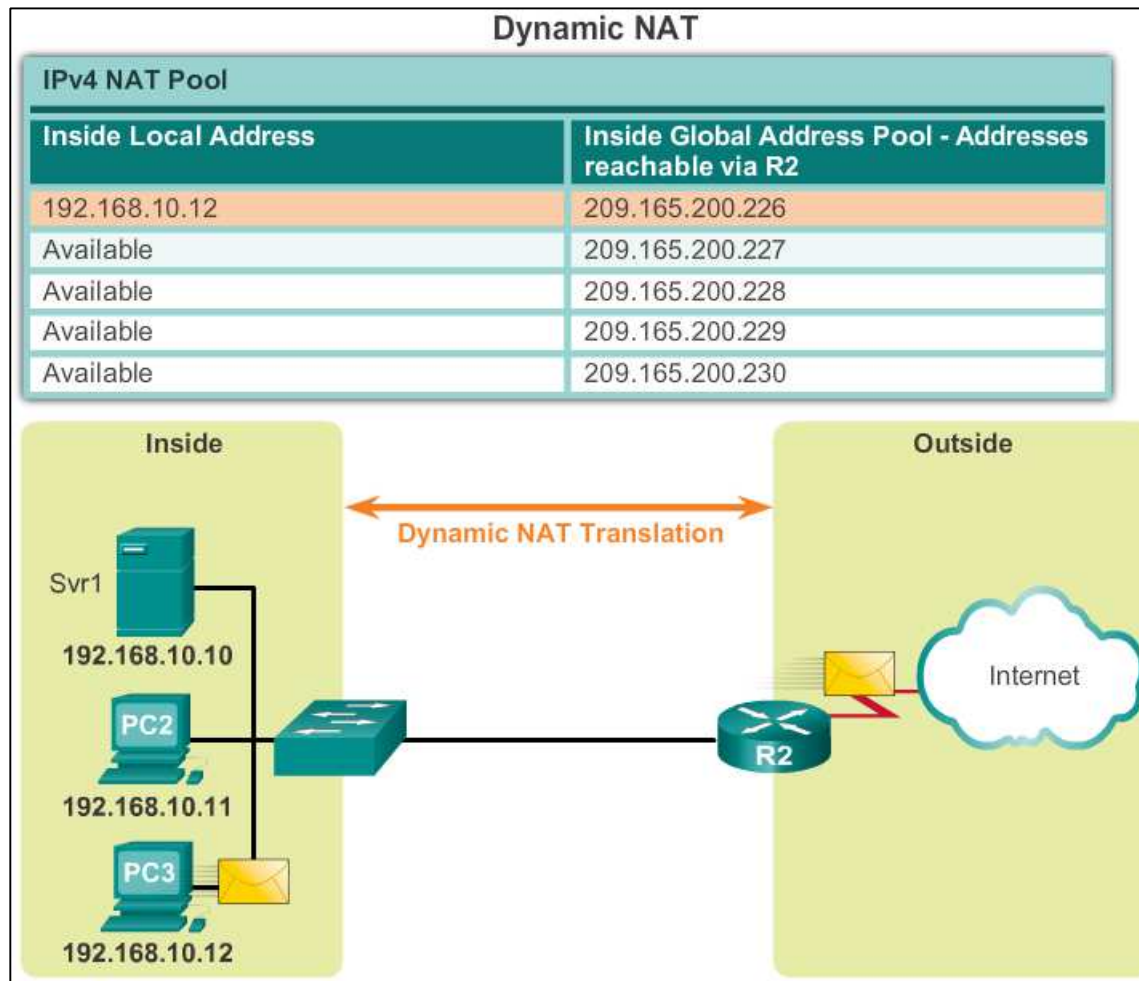 Dynamic NAT
IPv4 NAT Pool
Inside Local Address
Inside Global Address Pool - Addresses
reachable via R2
192.168.10.12
209.165.200.226
Available
209.165.200.227
Available
209.165.200.228
Available
209.165.200.229
Available
209.165.200.230
Inside
Outside
Dynamic NAT Translation
Svr1
192.168.10.10
Internet
PC2
R2
192.168.10.11
PC3
192.168.10.12